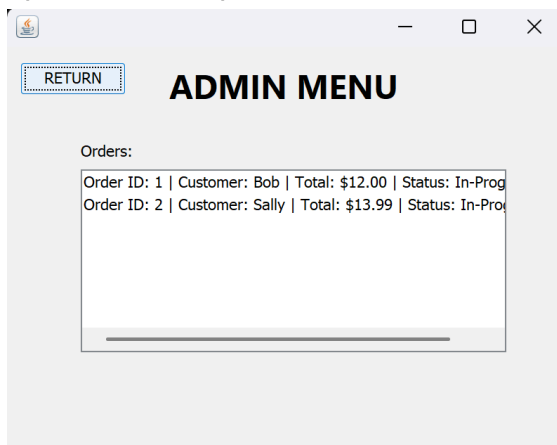 RETURN
ADMIN MENU
Orders:
Order ID: 1 | Customer: Bob | Total: $12.00 | Status: In-Prog
Order ID: 2 | Customer: Sally | Total: $13.99 | Status: In-Prog